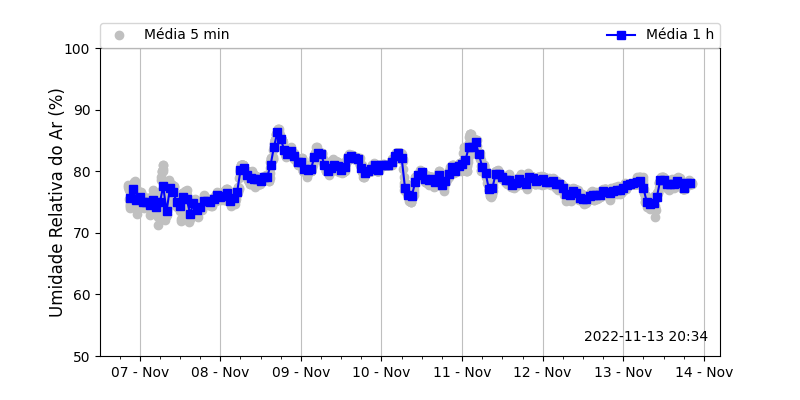 Média 5 min
Média 1 h
Umidade Relativa do Ar (%)
100
90
80
70
60
50
2022-11-13 20:34
07 - Nov
08 - Nov
09 - Nov
10 - Nov
11 - Nov
12 - Nov
13 - Nov
14 - Nov